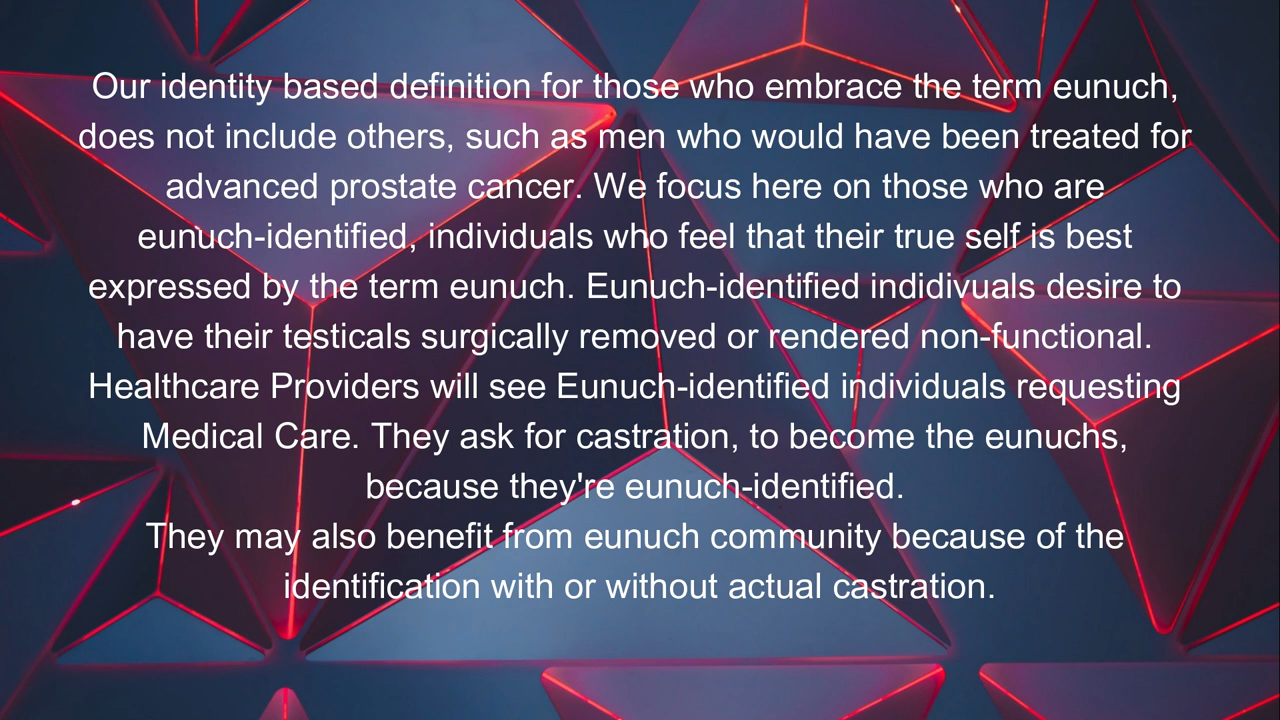 Our identity based definition for those who embrace the term eunuch,
does not include others, such as men who would have been treated for
advanced prostate cancer. We focus here on those who are
eunuch-identified, individuals who feel that their true self is best
expressed by the term eunuch. Eunuch-identified indidivuals desire to
have their testicals surgically removed or rendered non-functional.
Healthcare Providers will see Eunuch-identified individuals requesting
Medical Care. They ask for castration, to become the eunuchs,
because they're eunuch-identified.
They may also benefit from eunuch community because of the
identification with or without actual castration.